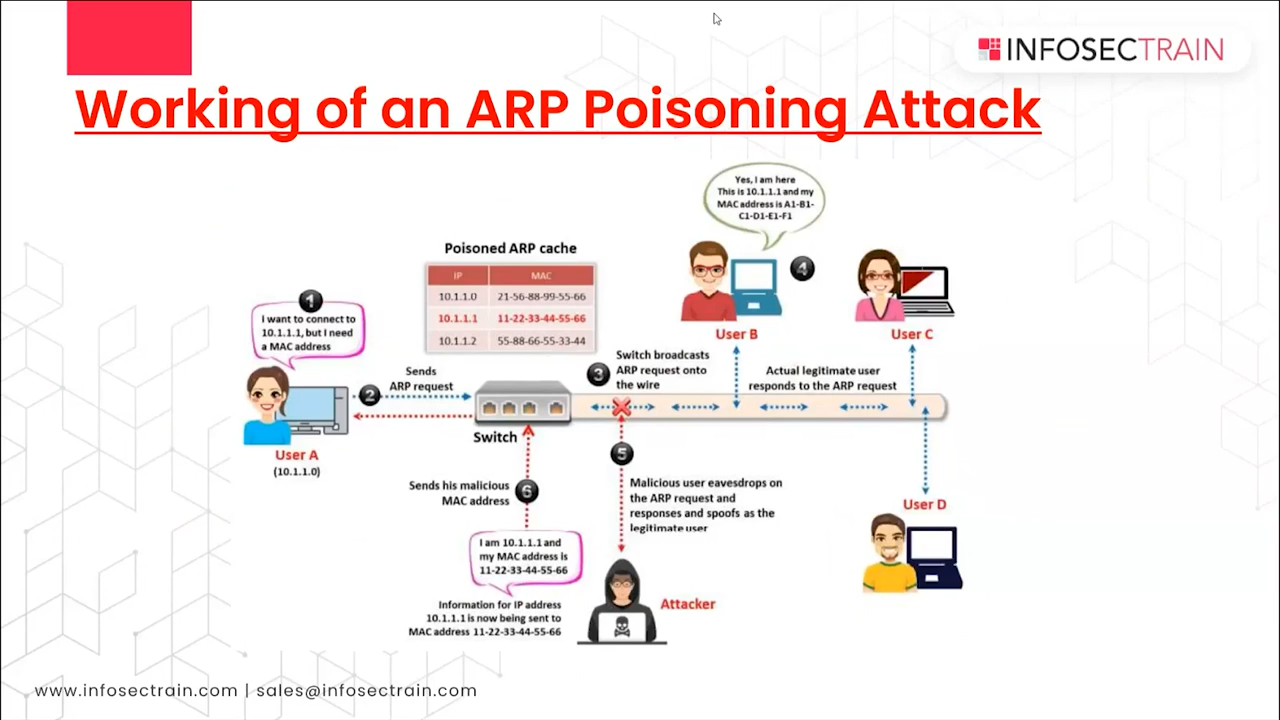 INFOSECTRAIN
Working of an ARP Poisoning Attack
Yes, I am here
This is 10.1.1.1 and my
MAC address is A1-B1-
C1-D1-E1-F1
Poisoned ARP cache
IP MAC
10.1.1.0 21-56-88-99-55-66
10.1.1.1 11-22-33-44-55-66
10.1.1.2 55-88-66-55-33-44
1
I want to connect to
10.1.1.1, but I need
a MAC address
4
User B
User C
2
Sends
ARP request
3
Switch broadcasts
ARP request onto
the wire
Actual legitimate user
responds to the ARP request
Switch
User A
(10.1.1.0)
5
Malicious user eavesdrops on
the ARP request and
responses and spoofs as the
legitimate user
Sends his malicious
MAC address
6
User D
I am 10.1.1.1 and
my MAC address is
11-22-33-44-55-66
Information for IP address
10.1.1.1 is now being sent to
MAC address 11-22-33-44-55-66
Attacker
www.infosectrain.com | sales@infosectrain.com